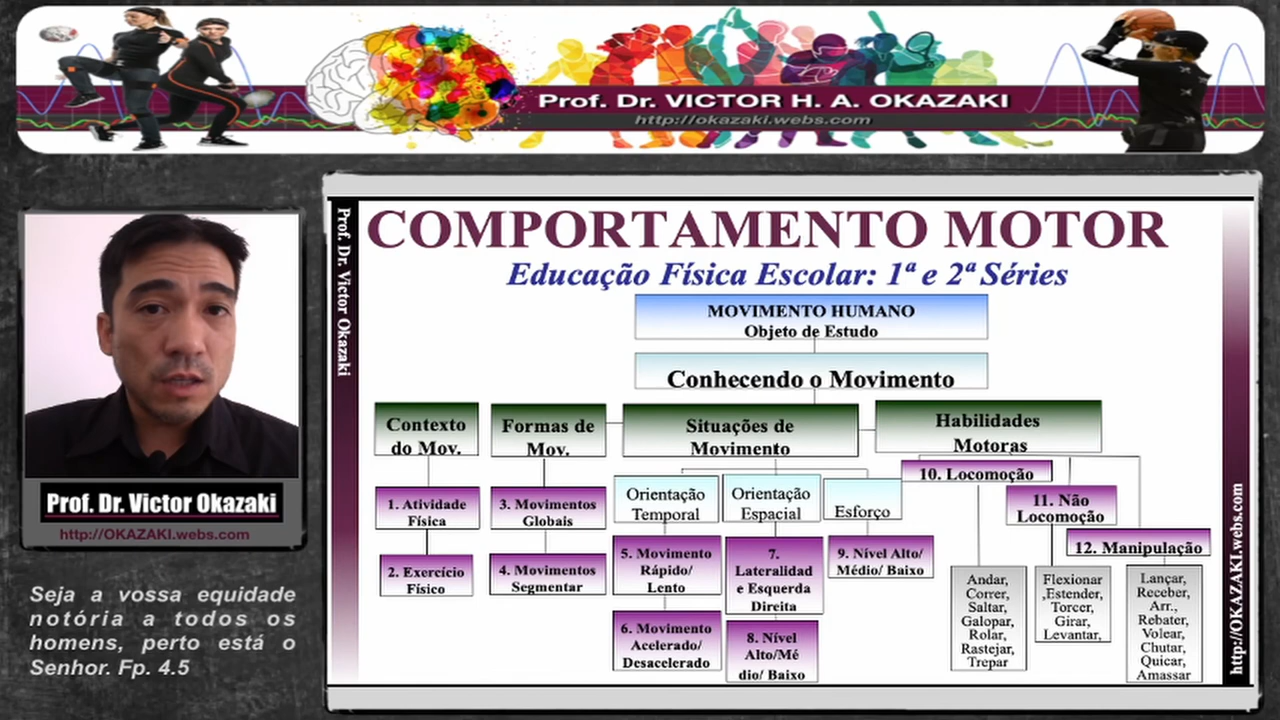 Prof. Dr. VICTOR H. A. OKAZAKI
http://okazaki.webs.com
Prof. Dr. Victor Okazaki
http://OKAZAKI.webs.com
Seja a vossa equidade
notória a todos os
homens, perto está o
Senhor. Fp. 4.5
Prof. Dr. Victor Okazaki
COMPORTAMENTO MOTOR
Educação Física Escolar: 1ª e 2ª Séries
MOVIMENTO HUMANO
Objeto de Estudo
Conhecendo o Movimento
Contexto
do Mov.
1. Atividade
Física
2. Exercício
Físico
Formas de
Mov.
3. Movimentos
Globais
4. Movimentos
Segmentar
Situações de
Movimento
Orientação
Temporal
5. Movimento
Rápido/
Lento
6. Movimento
Acelerado/
Desacelerado
Orientação
Espacial
7.
Lateralidad
e Esquerda
Direita
8. Nível
Alto/Mé
dio/ Baixo
Esforço
9. Nível Alto/
Médio/ Baixo
Habilidades
Motoras
10. Locomoção
Andar,
Correr,
Saltar,
Galopar,
Rolar,
Rastejar,
Trepar
11. Não
Locomoção
Flexionar
,Estender,
Torcer,
Girar,
Levantar,
12. Manipulação
Lançar,
Receber,
Arr.,
Rebater,
Volear,
Chutar,
Quicar,
Amassar
http://OKAZAKI.webs.com